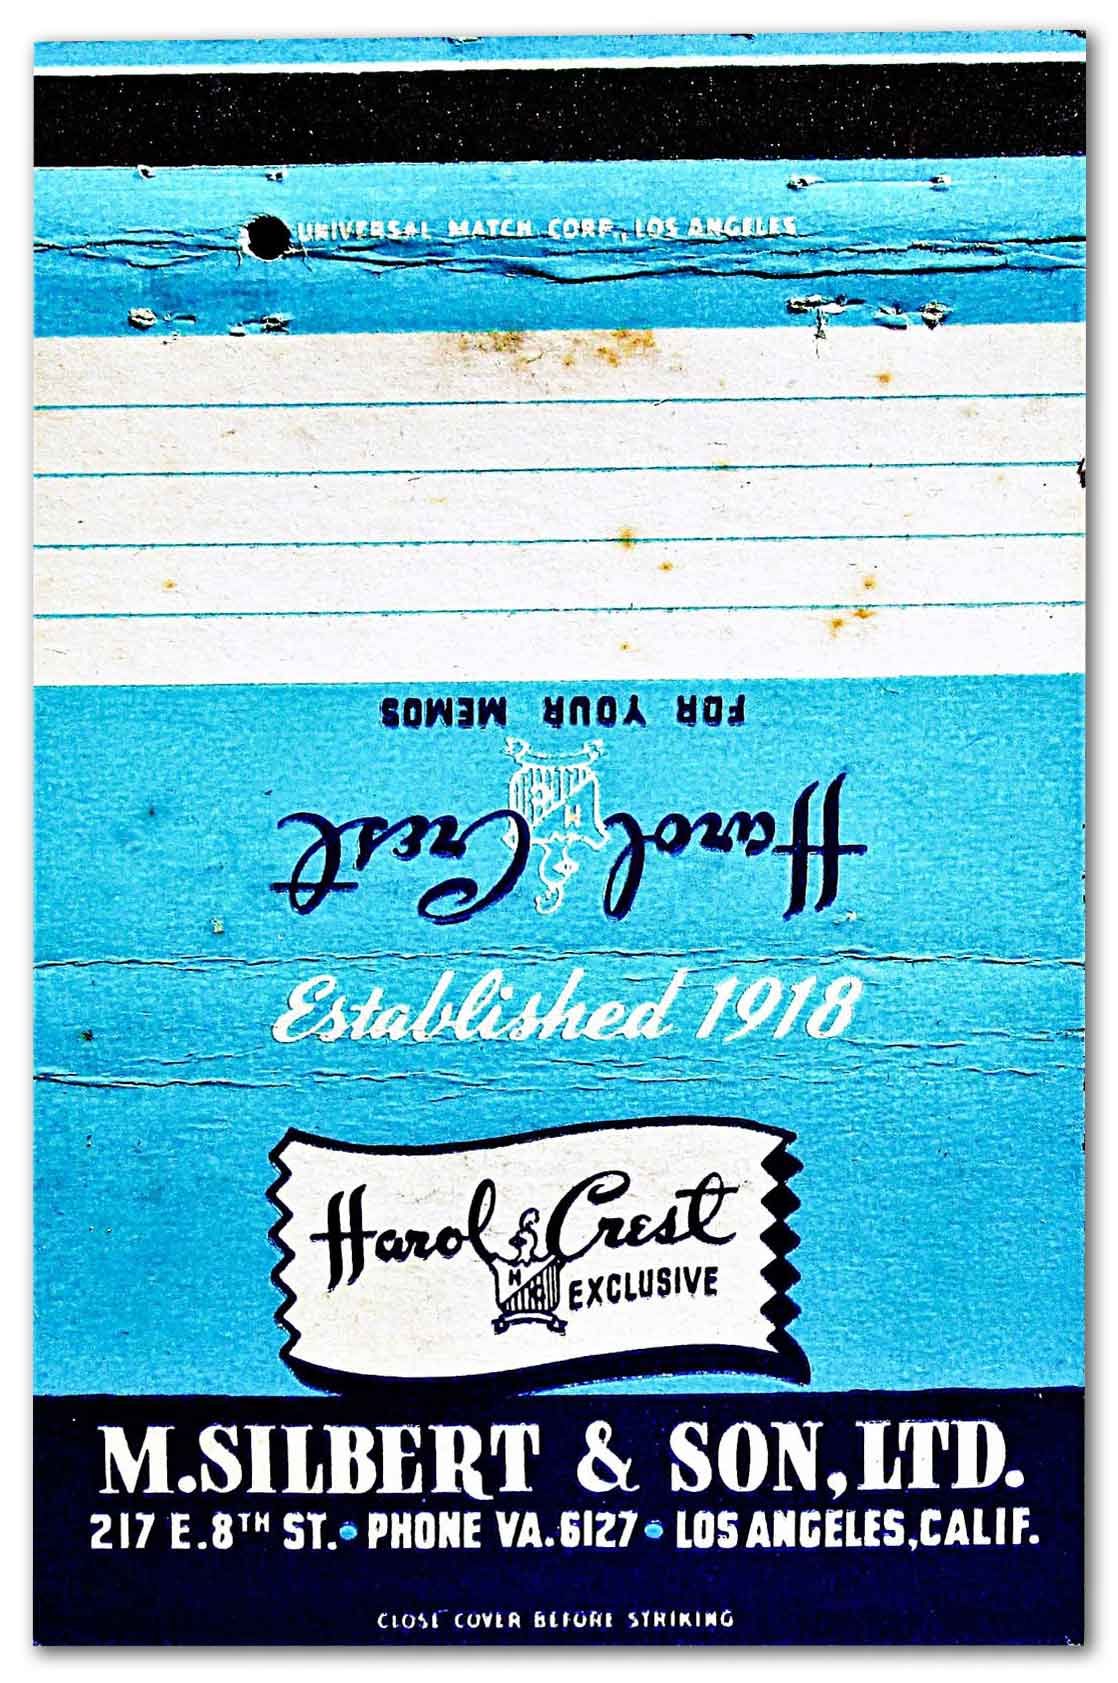 UNIVERSAL MATCH CORP., LOS ANGELES
FOR YOUR MEMOS
Harol Crest
H C
Established 1918
Harol Crest
H C
EXCLUSIVE
M. SILBERT & SON, LTD.
217 E. 8TH ST. • PHONE VA. 6127 • LOS ANGELES, CALIF.
CLOSE COVER BEFORE STRIKING